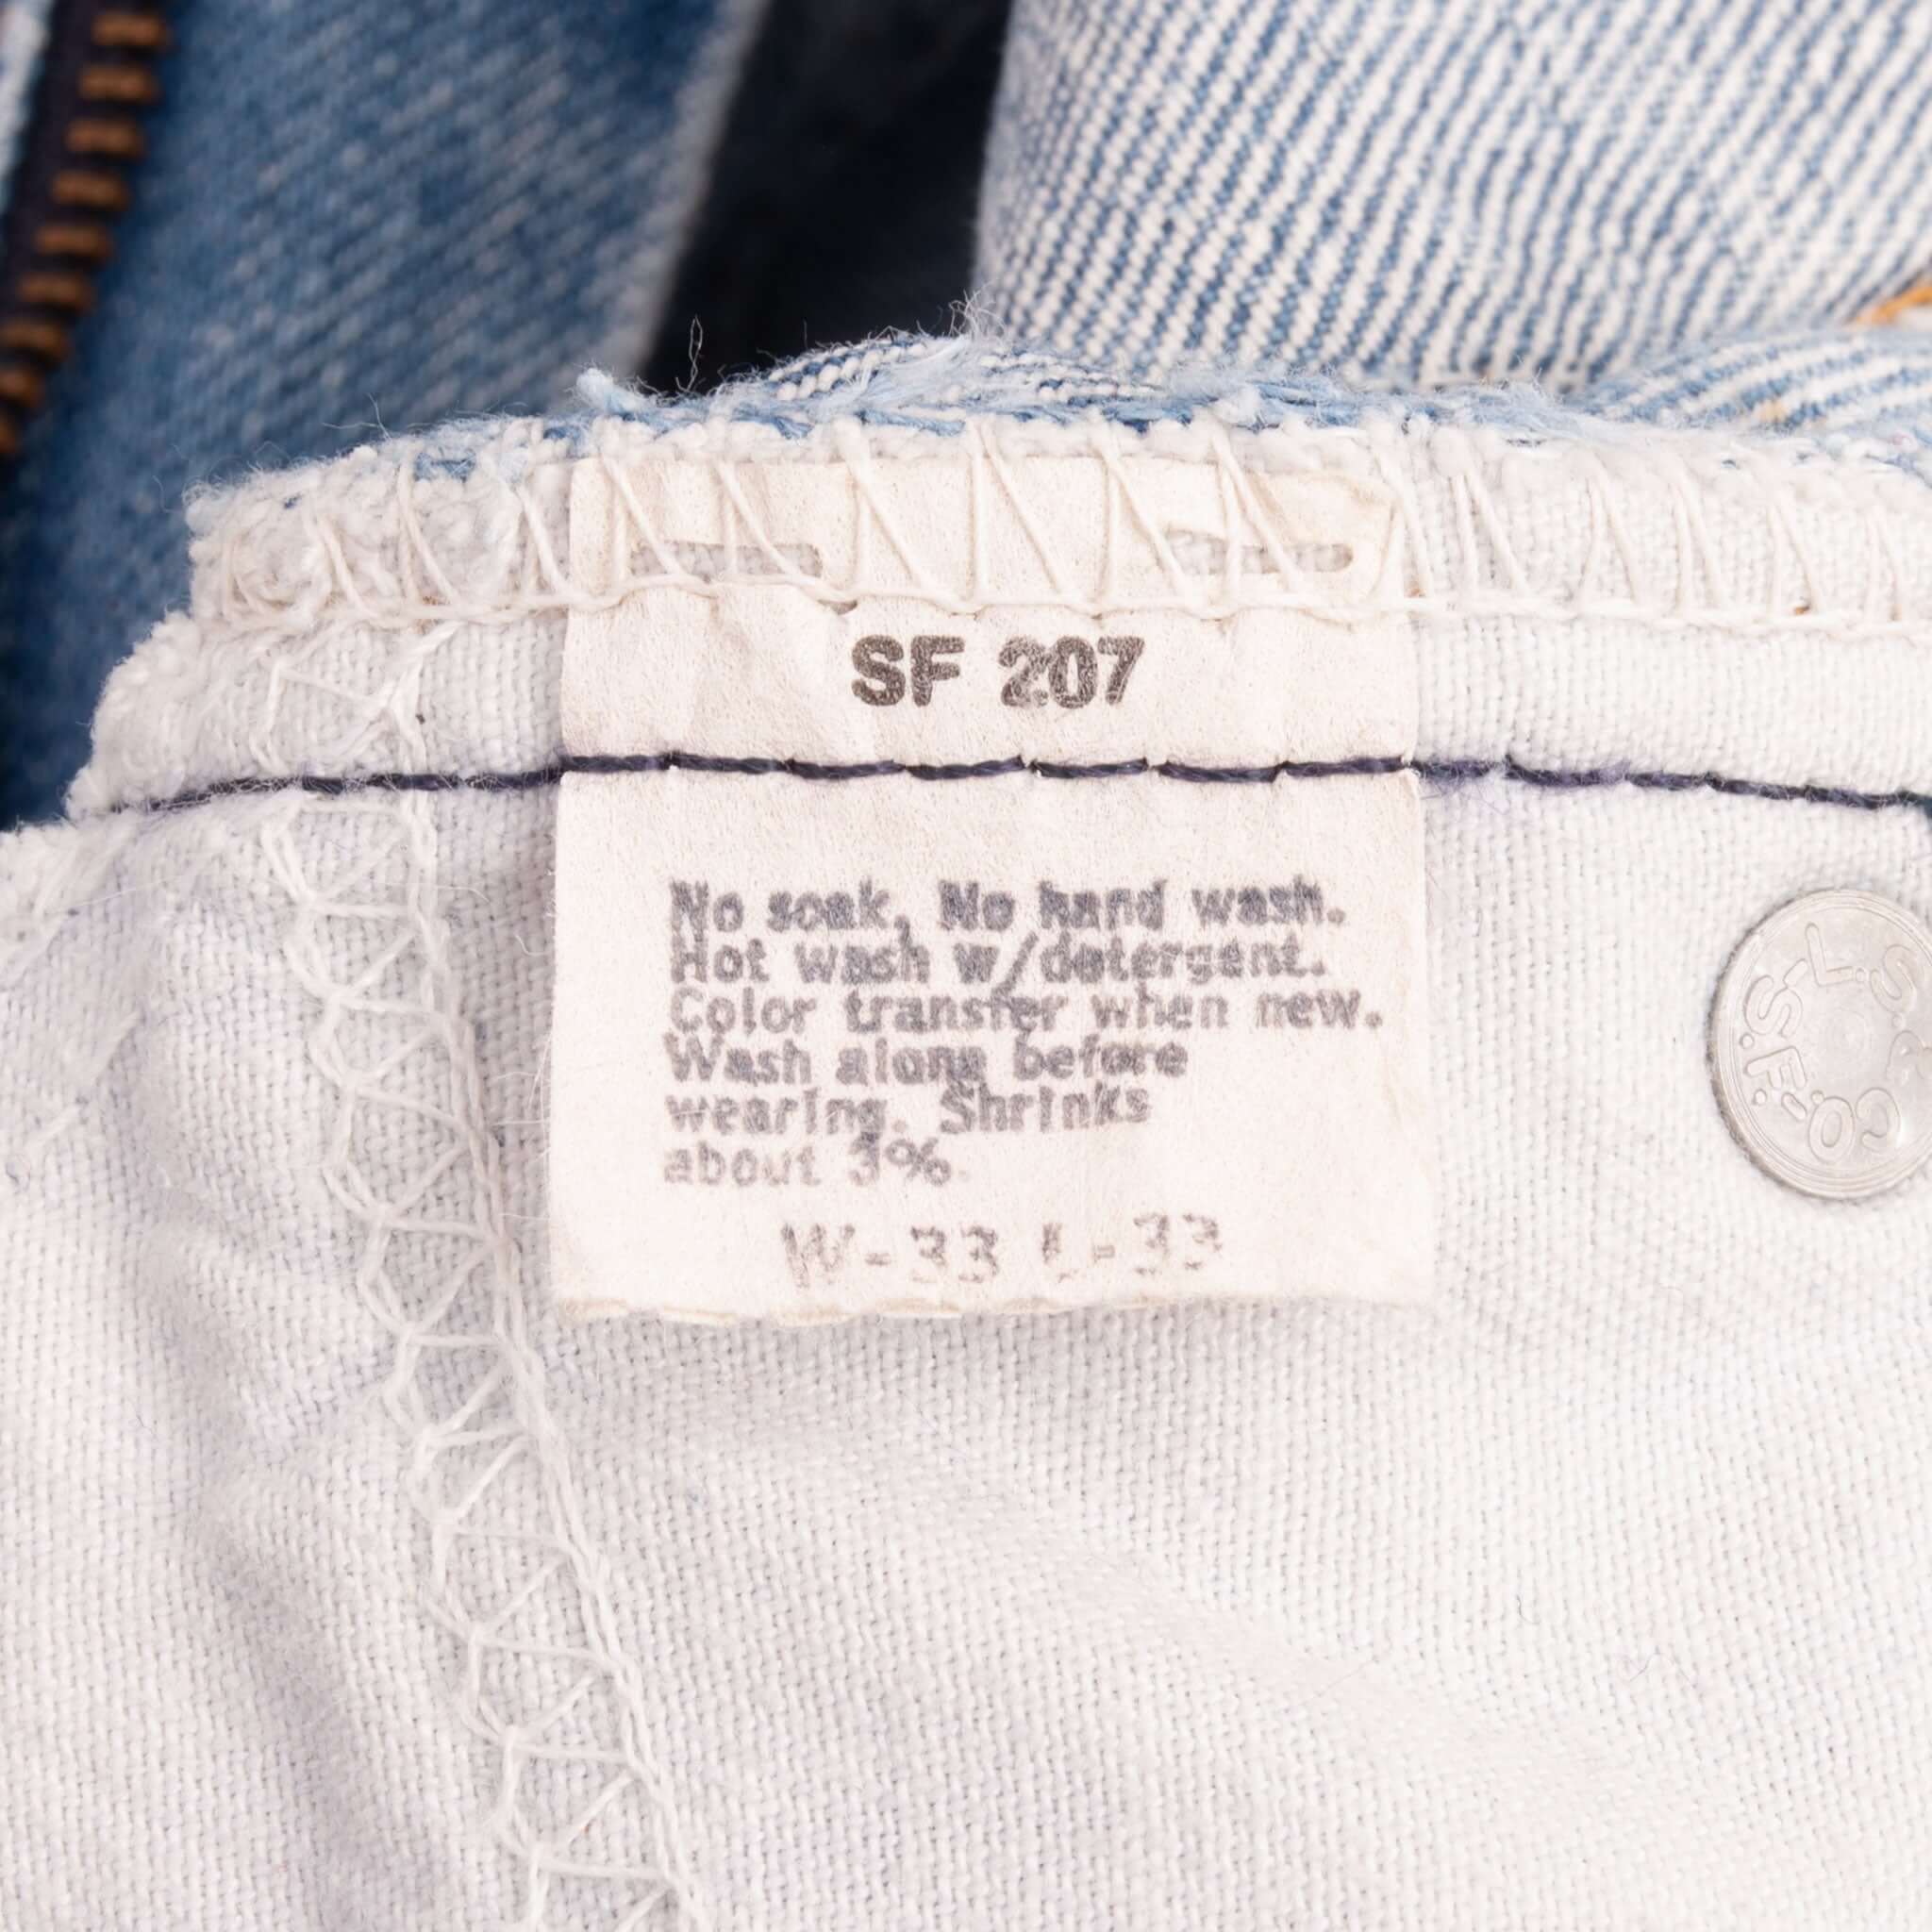 SF 207
No soak, No hand wash.
Hot wash w/detergent.
Color transfer when new.
Wash alone before
wearing. Shrinks
about 3%.
W-33 L-33
L.S. & CO. -S.F.-